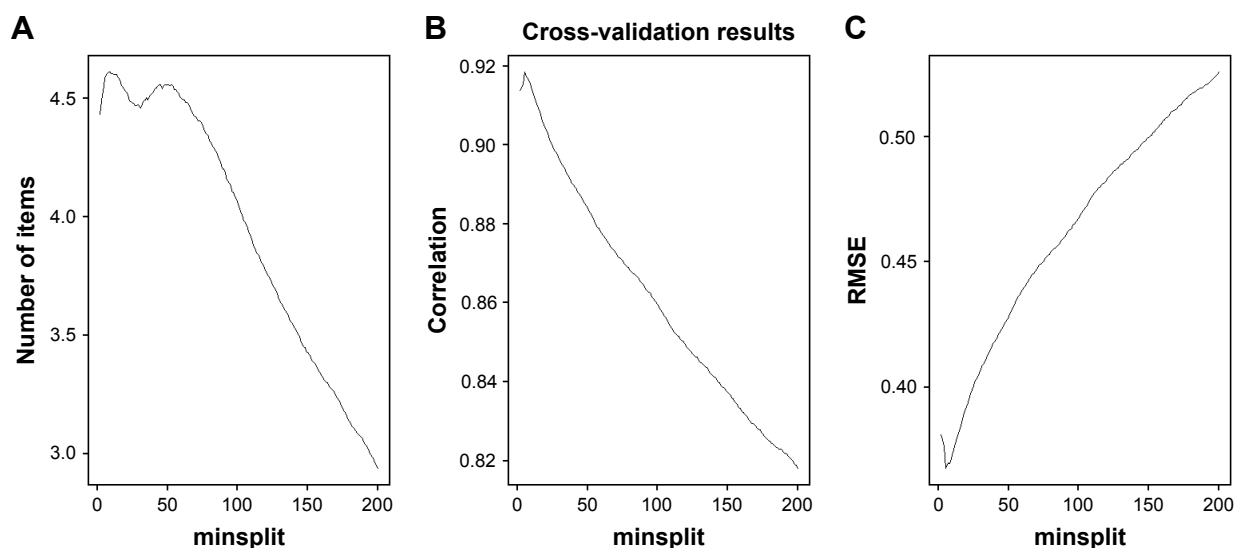 A
Number of items
4.5
4.0
3.5
3.0
0 50 100 150 200
minsplit
B
Cross-validation results
Correlation
0.92
0.90
0.88
0.86
0.84
0.82
0 50 100 150 200
minsplit
C
RMSE
0.50
0.45
0.40
0 50 100 150 200
minsplit